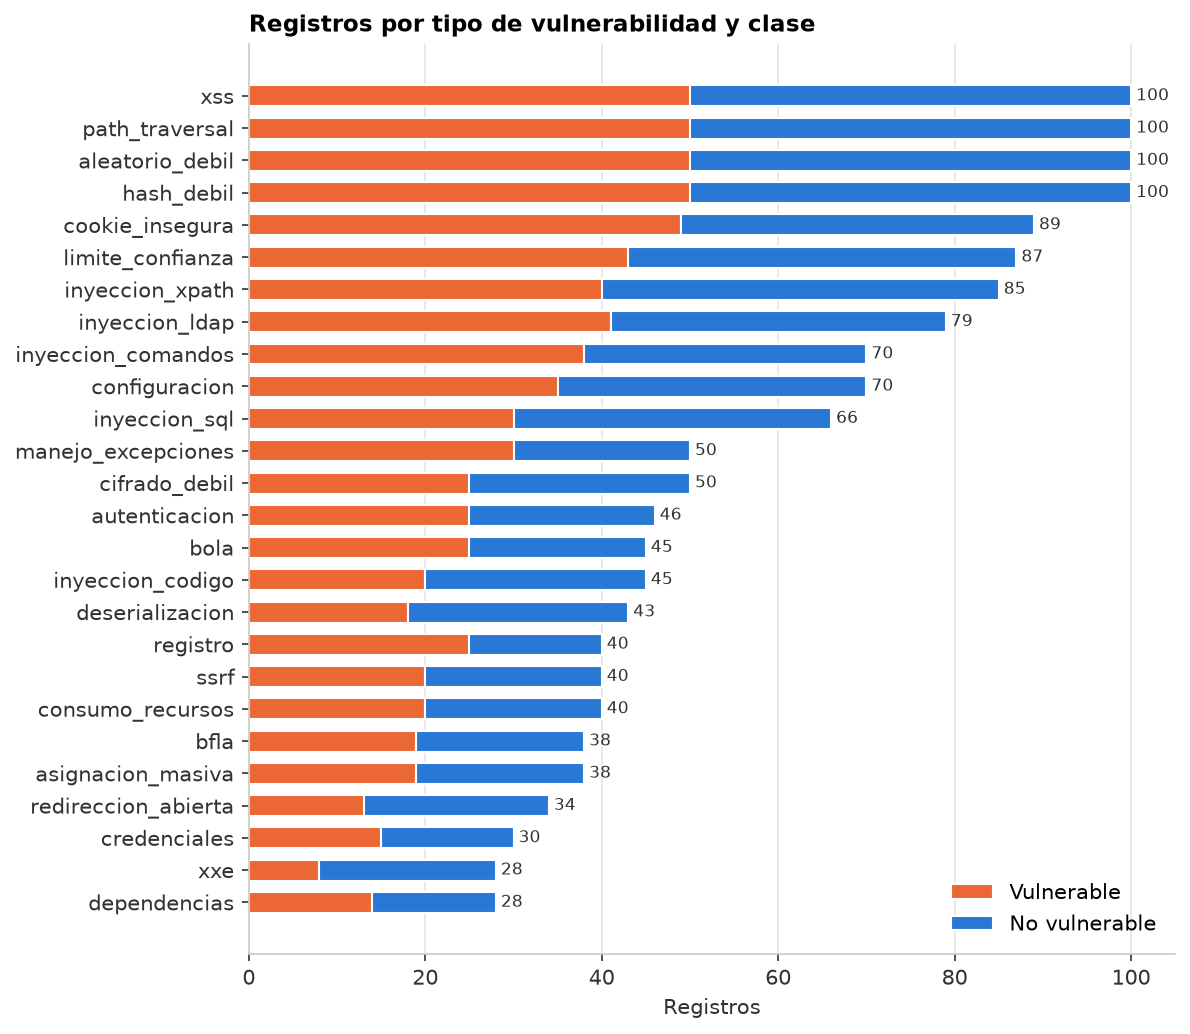 Registros por tipo de vulnerabilidad y clase
xss 100
path_traversal 100
aleatorio_debil 100
hash_debil 100
cookie_insegura 89
limite_confianza 87
inyeccion_xpath 85
inyeccion_ldap 79
inyeccion_comandos 70
configuracion 70
inyeccion_sql 66
manejo_excepciones 50
cifrado_debil 50
autenticacion 46
bola 45
inyeccion_codigo 45
deserializacion 43
registro 40
ssrf 40
consumo_recursos 40
bfla 38
asignacion_masiva 38
redireccion_abierta 34
credenciales 30
xxe 28
dependencias 28
Vulnerable
No vulnerable
0 20 40 60 80 100
Registros